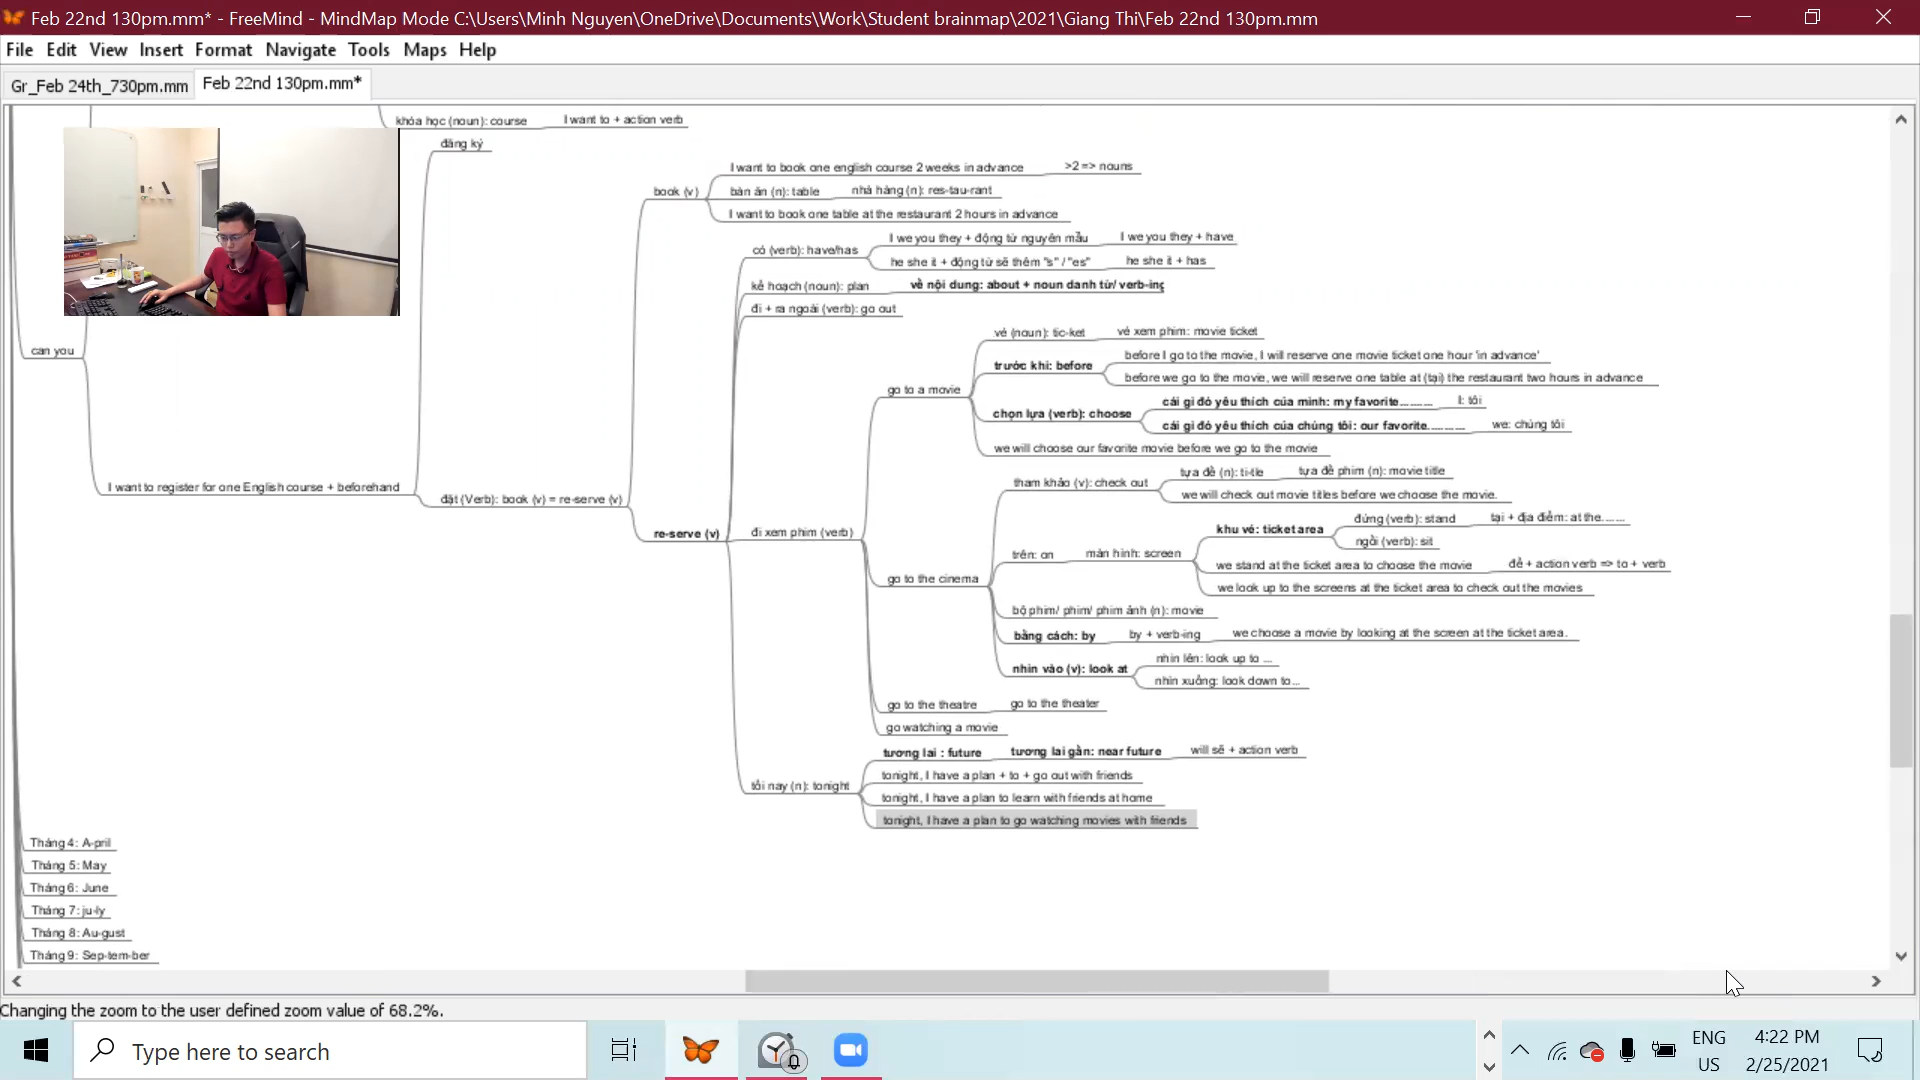 Feb 22nd 130pm.mm* - FreeMind - MindMap Mode C:\Users\Minh Nguyen\OneDrive\Documents\Work\Student brainmap\2021\Giang Thi\Feb 22nd 130pm.mm
File Edit View Insert Format Navigate Tools Maps Help
Gr_Feb 24th_730pm.mm Feb 22nd 130pm.mm*
khóa học (noun): course I want to + action verb
đăng ký
I want to book one english course 2 weeks in advance >2 => nouns
book (v) bàn ăn (n): table nhà hàng (n): res-tau-rant
I want to book one table at the restaurant 2 hours in advance
có (verb): have/has I we you they + động từ nguyên mẫu I we you they + have
he she it + động từ sẽ thêm "s" / "es" he she it + has
kế hoạch (noun): plan về nội dung: about + noun danh từ/ verb-ing
đi + ra ngoài (verb): go out
vé (noun): tic-ket vé xem phim: movie ticket
can you
trước khi: before before I go to the movie, I will reserve one movie ticket one hour 'in advance'
before we go to the movie, we will reserve one table at (tại) the restaurant two hours in advance
go to a movie
chọn lựa (verb): choose cái gì đó yêu thích của mình: my favorite.......... I: tôi
cái gì đó yêu thích của chúng tôi: our favorite........... we: chúng tôi
we will choose our favorite movie before we go to the movie
tham khảo (v): check out tựa đề (n): ti-tle tựa đề phim (n): movie title
we will check out movie titles before we choose the movie.
I want to register for one English course + beforehand
đặt (Verb): book (v) = re-serve (v)
khu vé: ticket area đứng (verb): stand tại + địa điểm: at the.......
ngồi (verb): sit
re-serve (v) đi xem phim (verb)
trên: on màn hình: screen
we stand at the ticket area to choose the movie để + action verb => to + verb
go to the cinema
we look up to the screens at the ticket area to check out the movies
bộ phim/ phim/ phim ảnh (n): movie
bằng cách: by by + verb-ing we choose a movie by looking at the screen at the ticket area.
nhìn vào (v): look at nhìn lên: look up to ...
nhìn xuống: look down to...
go to the theatre go to the theater
go watching a movie
tương lai : future tương lai gần: near future will sẽ + action verb
tối nay (n): tonight tonight, I have a plan + to + go out with friends
tonight, I have a plan to learn with friends at home
tonight, I have a plan to go watching movies with friends
Tháng 4: A-pril
Tháng 5: May
Tháng 6: June
Tháng 7: ju-ly
Tháng 8: Au-gust
Tháng 9: Sep-tem-ber
Changing the zoom to the user defined zoom value of 68.2%.
Type here to search
ENG 4:22 PM
US 2/25/2021